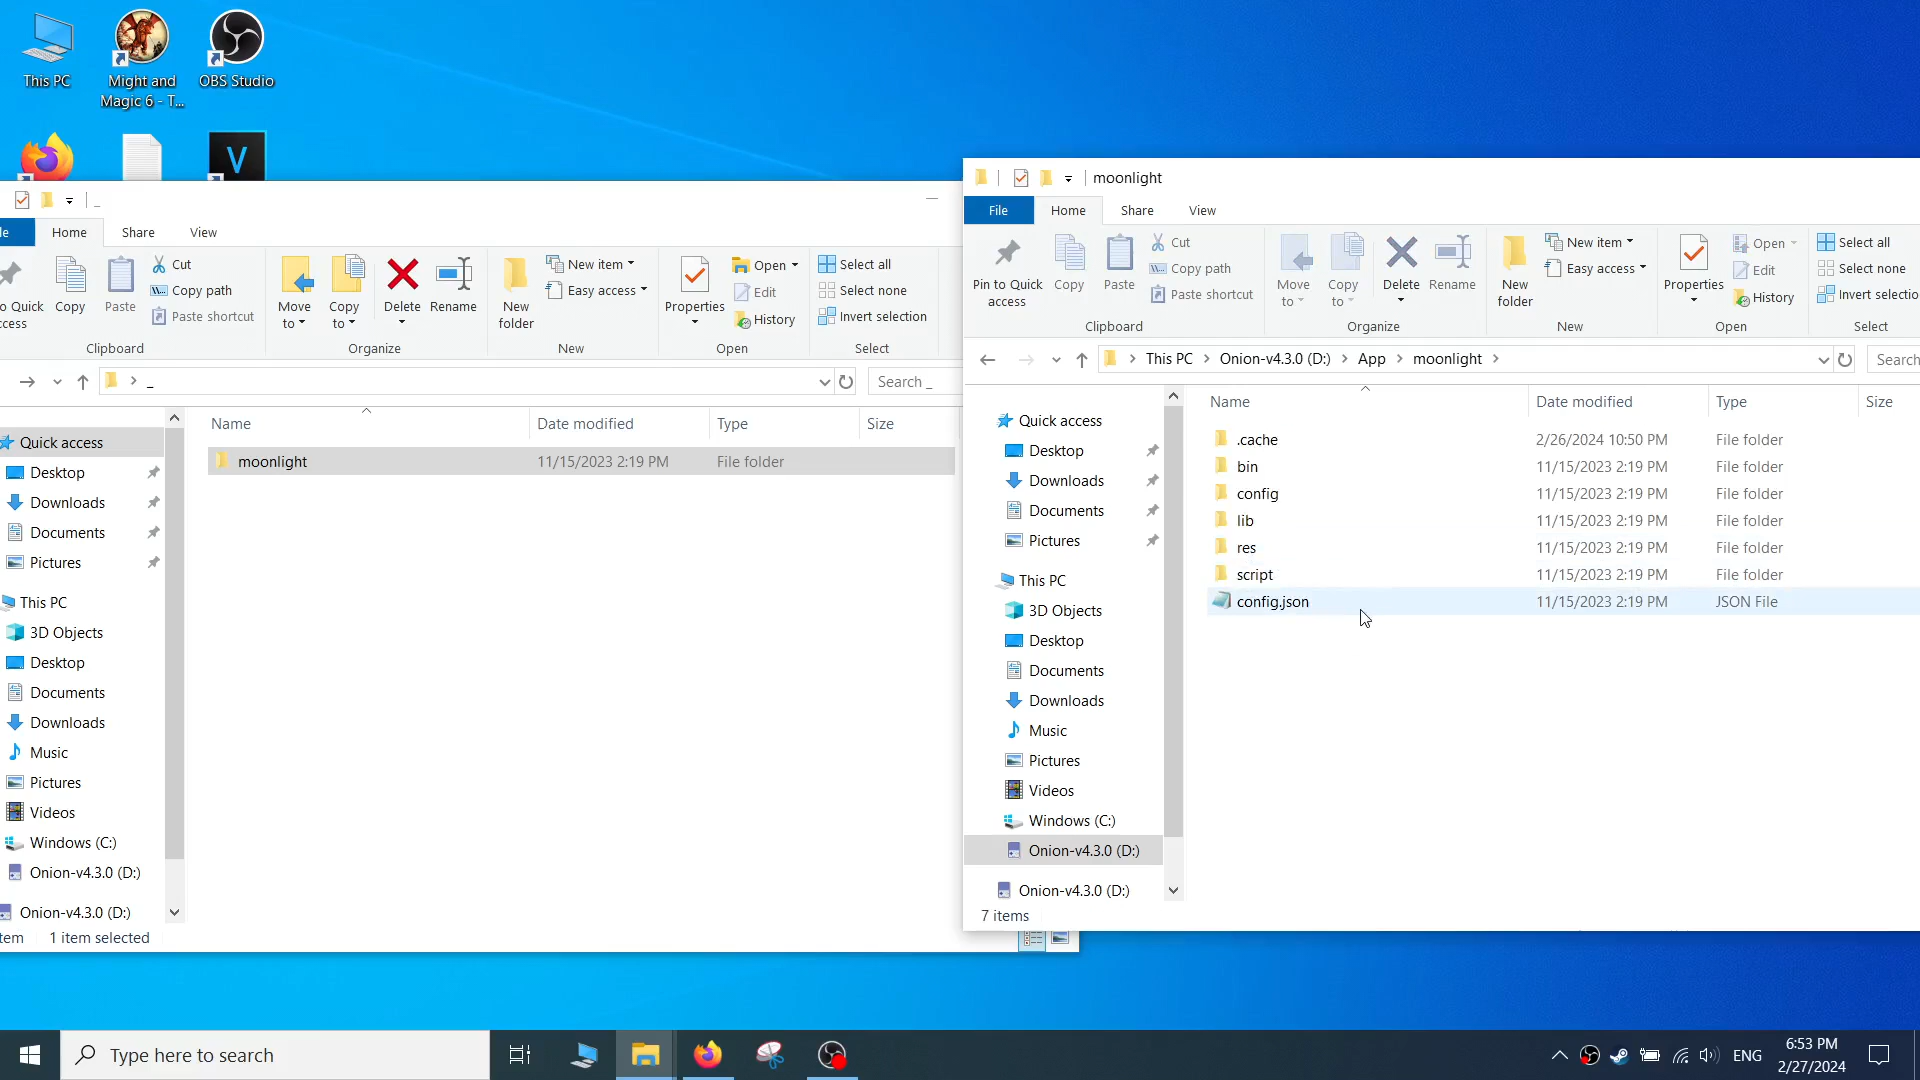 This PC
Might and
Magic 6 - T...
OBS Studio
V
_
le
Home
Share
View
o Quick
ccess
Copy
Paste
Cut
Copy path
Paste shortcut
Clipboard
Move
to
Copy
to
Delete
Rename
Organize
New
folder
New item
Easy access
New
Properties
Open
Edit
History
Open
Select all
Select none
Invert selection
Select
_
Search _
Name
Date modified
Type
Size
moonlight
11/15/2023 2:19 PM
File folder
Quick access
Desktop
Downloads
Documents
Pictures
This PC
3D Objects
Desktop
Documents
Downloads
Music
Pictures
Videos
Windows (C:)
Onion-v4.3.0 (D:)
Onion-v4.3.0 (D:)
tem
1 item selected
moonlight
File
Home
Share
View
Pin to Quick
access
Copy
Paste
Cut
Copy path
Paste shortcut
Clipboard
Move
to
Copy
to
Delete
Rename
Organize
New
folder
New item
Easy access
New
Properties
Open
Edit
History
Open
Select all
Select none
Invert selectio
Select
This PC
Onion-v4.3.0 (D:)
App
moonlight
Search
Name
Date modified
Type
Size
.cache
2/26/2024 10:50 PM
File folder
bin
11/15/2023 2:19 PM
File folder
config
11/15/2023 2:19 PM
File folder
lib
11/15/2023 2:19 PM
File folder
res
11/15/2023 2:19 PM
File folder
script
11/15/2023 2:19 PM
File folder
config.json
11/15/2023 2:19 PM
JSON File
Quick access
Desktop
Downloads
Documents
Pictures
This PC
3D Objects
Desktop
Documents
Downloads
Music
Pictures
Videos
Windows (C:)
Onion-v4.3.0 (D:)
Onion-v4.3.0 (D:)
7 items
Type here to search
ENG
6:53 PM
2/27/2024